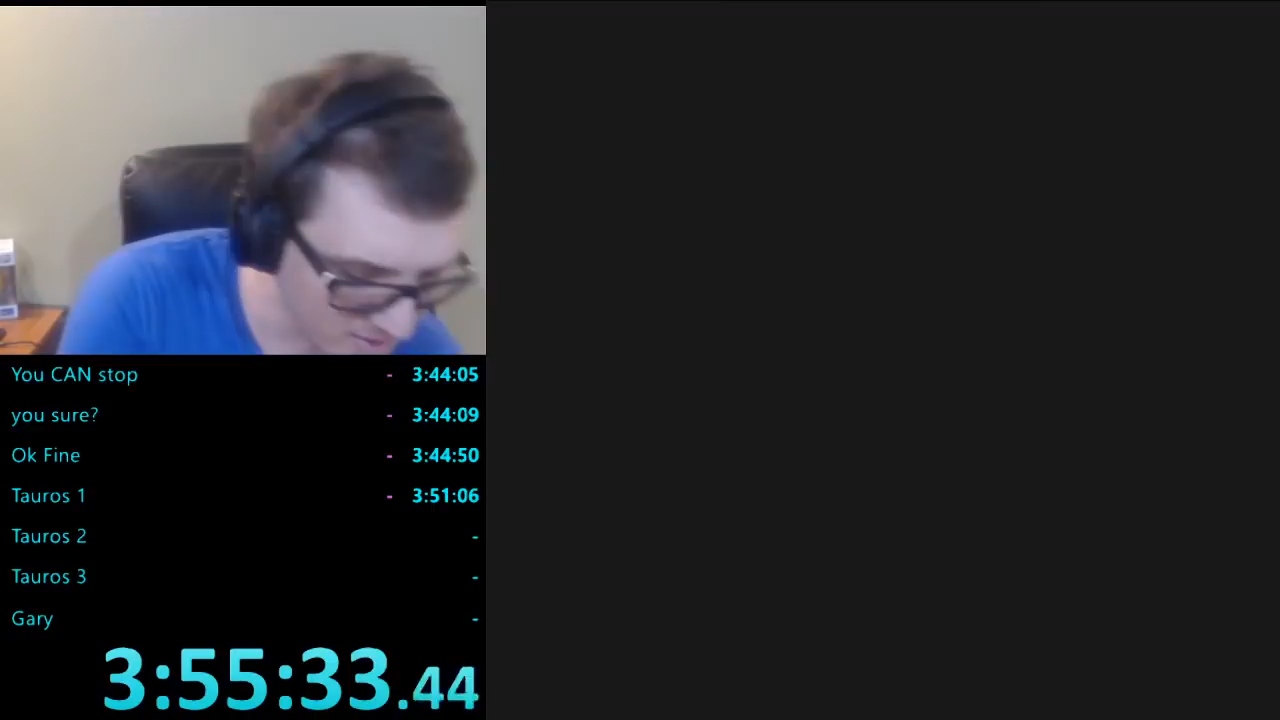 You CAN stop - 3:44:05
you sure? - 3:44:09
Ok Fine - 3:44:50
Tauros 1 - 3:51:06
Tauros 2 -
Tauros 3 -
Gary -
3:55:33.44